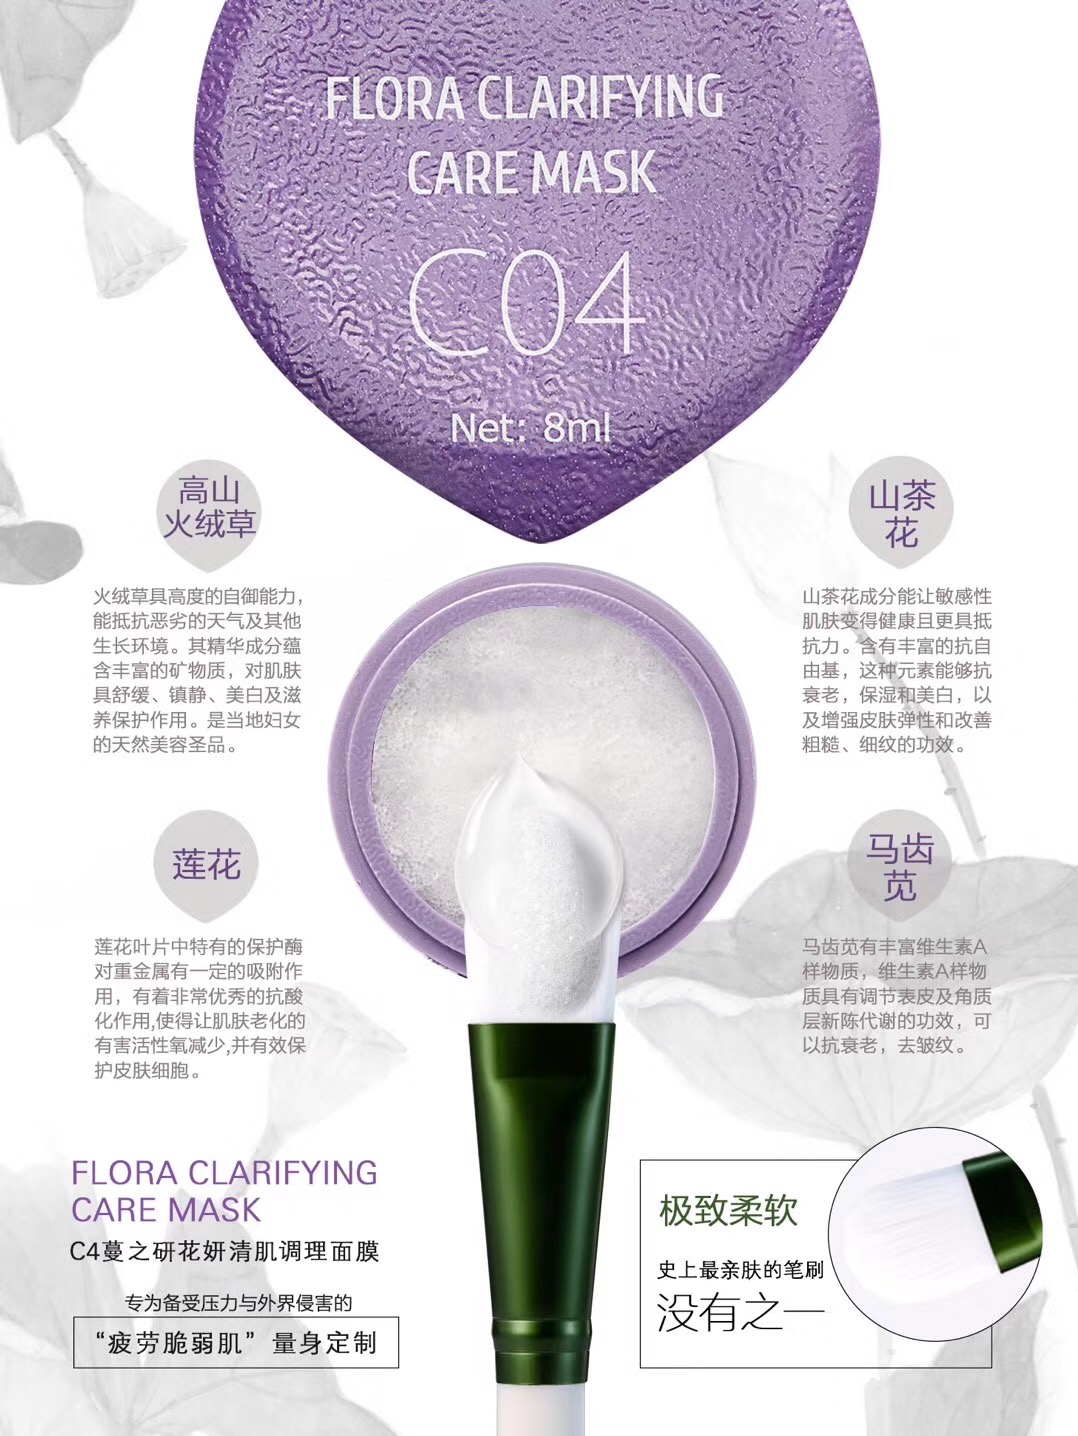 FLORA CLARIFYING
CARE MASK
C04
Net: 8ml
高山
火绒草
火绒草具高度的自御能力,
能抵抗恶劣的天气及其他
生长环境。其精华成分蕴
含丰富的矿物质，对肌肤
具舒缓、镇静、美白及滋
养保护作用。是当地妇女
的天然美容圣品。
山茶
花
山茶花成分能让敏感性
肌肤变得健康且更具抵
抗力。含有丰富的抗自
由基，这种元素能够抗
衰老，保湿和美白，以
及增强皮肤弹性和改善
粗糙、细纹的功效。
莲花
莲花叶片中特有的保护酶
对重金属有一定的吸附作
用，有着非常优秀的抗酸
化作用,使得让肌肤老化的
有害活性氧减少,并有效保
护皮肤细胞。
马齿
苋
马齿苋有丰富维生素A
样物质，维生素A样物
质具有调节表皮及角质
层新陈代谢的功效，可
以抗衰老，去皱纹。
FLORA CLARIFYING
CARE MASK
C4蔓之研花妍清肌调理面膜
专为备受压力与外界侵害的
“疲劳脆弱肌”量身定制
极致柔软
史上最亲肤的笔刷
没有之一